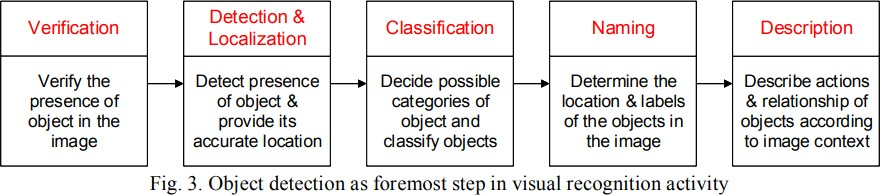 Verification
Verify the
presence of
object in the
image
Detection &
Localization
Detect presence
of object &
provide its
accurate location
Classification
Decide possible
categories of
object and
classify objects
Naming
Determine the
location & labels
of the objects in
the image
Description
Describe actions
& relationship of
objects according
to image context
Fig. 3. Object detection as foremost step in visual recognition activity